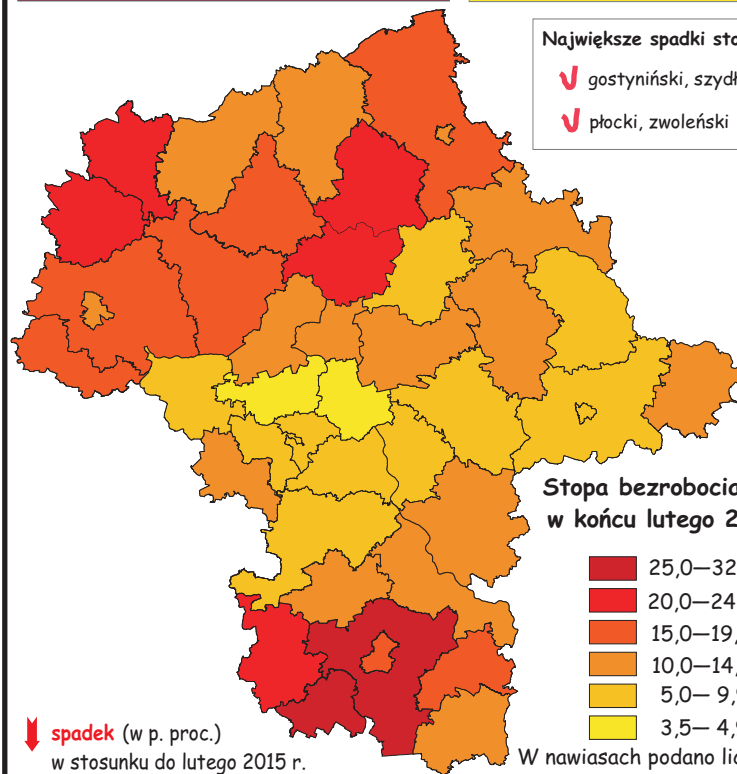 Największe spadki sto
gostyniński, szydł
płocki, zwoleński
Stopa bezrobocia
w końcu lutego 2
25,0—32
20,0—24
15,0—19,
10,0—14,
5,0— 9,9
3,5— 4,9
W nawiasach podano lic
spadek (w p. proc.)
w stosunku do lutego 2015 r.